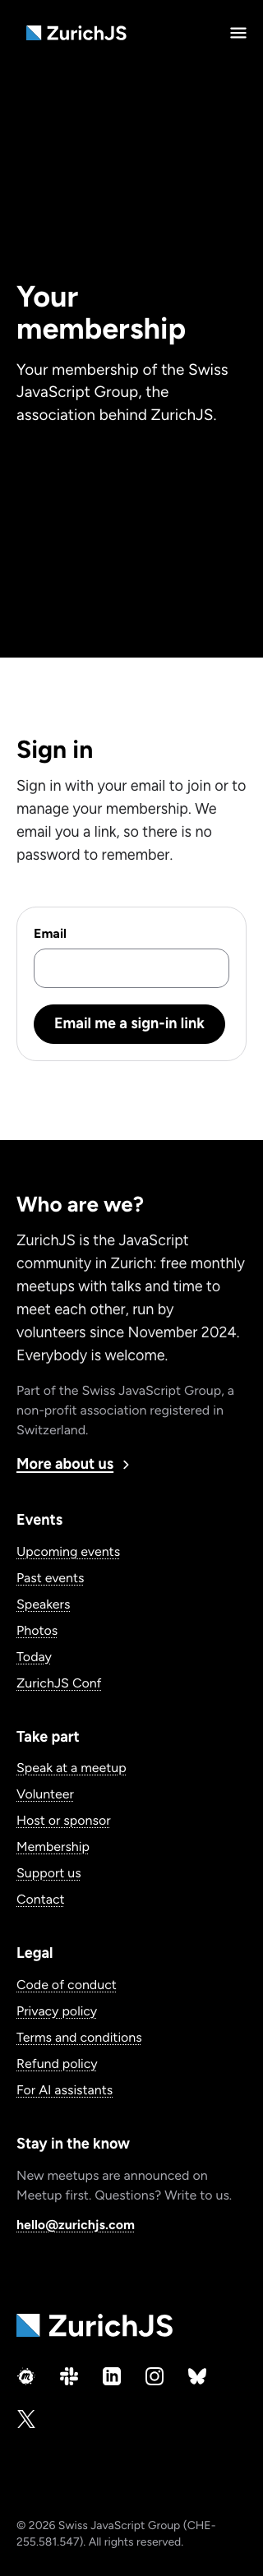 ZurichJS
Your
membership
Your membership of the Swiss
JavaScript Group, the
association behind ZurichJS.
Sign in
Sign in with your email to join or to
manage your membership. We
email you a link, so there is no
password to remember.
Email
Email me a sign-in link
Who are we?
ZurichJS is the JavaScript
community in Zurich: free monthly
meetups with talks and time to
meet each other, run by
volunteers since November 2024.
Everybody is welcome.
Part of the Swiss JavaScript Group, a
non-profit association registered in
Switzerland.
More about us
Events
Upcoming events
Past events
Speakers
Photos
Today
ZurichJS Conf
Take part
Speak at a meetup
Volunteer
Host or sponsor
Membership
Support us
Contact
Legal
Code of conduct
Privacy policy
Terms and conditions
Refund policy
For AI assistants
Stay in the know
New meetups are announced on
Meetup first. Questions? Write to us.
hello@zurichjs.com
ZurichJS
© 2026 Swiss JavaScript Group (CHE-
255.581.547). All rights reserved.